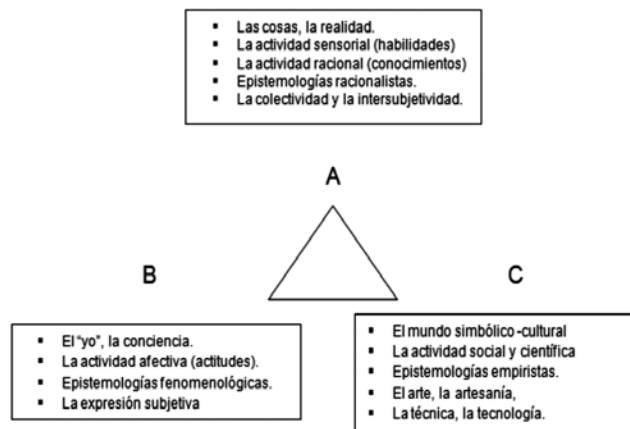 ▪ Las cosas, la realidad.
▪ La actividad sensorial (habilidades)
▪ La actividad racional (conocimientos)
▪ Epistemologías racionalistas.
▪ La colectividad y la intersubjetividad.
A
B
C
▪ El "yo", la conciencia.
▪ La actividad afectiva (actitudes).
▪ Epistemologías fenomenológicas.
▪ La expresión subjetiva
▪ El mundo simbólico -cultural
▪ La actividad social y científica
▪ Epistemologías empiristas.
▪ El arte, la artesanía,
▪ La técnica, la tecnología.